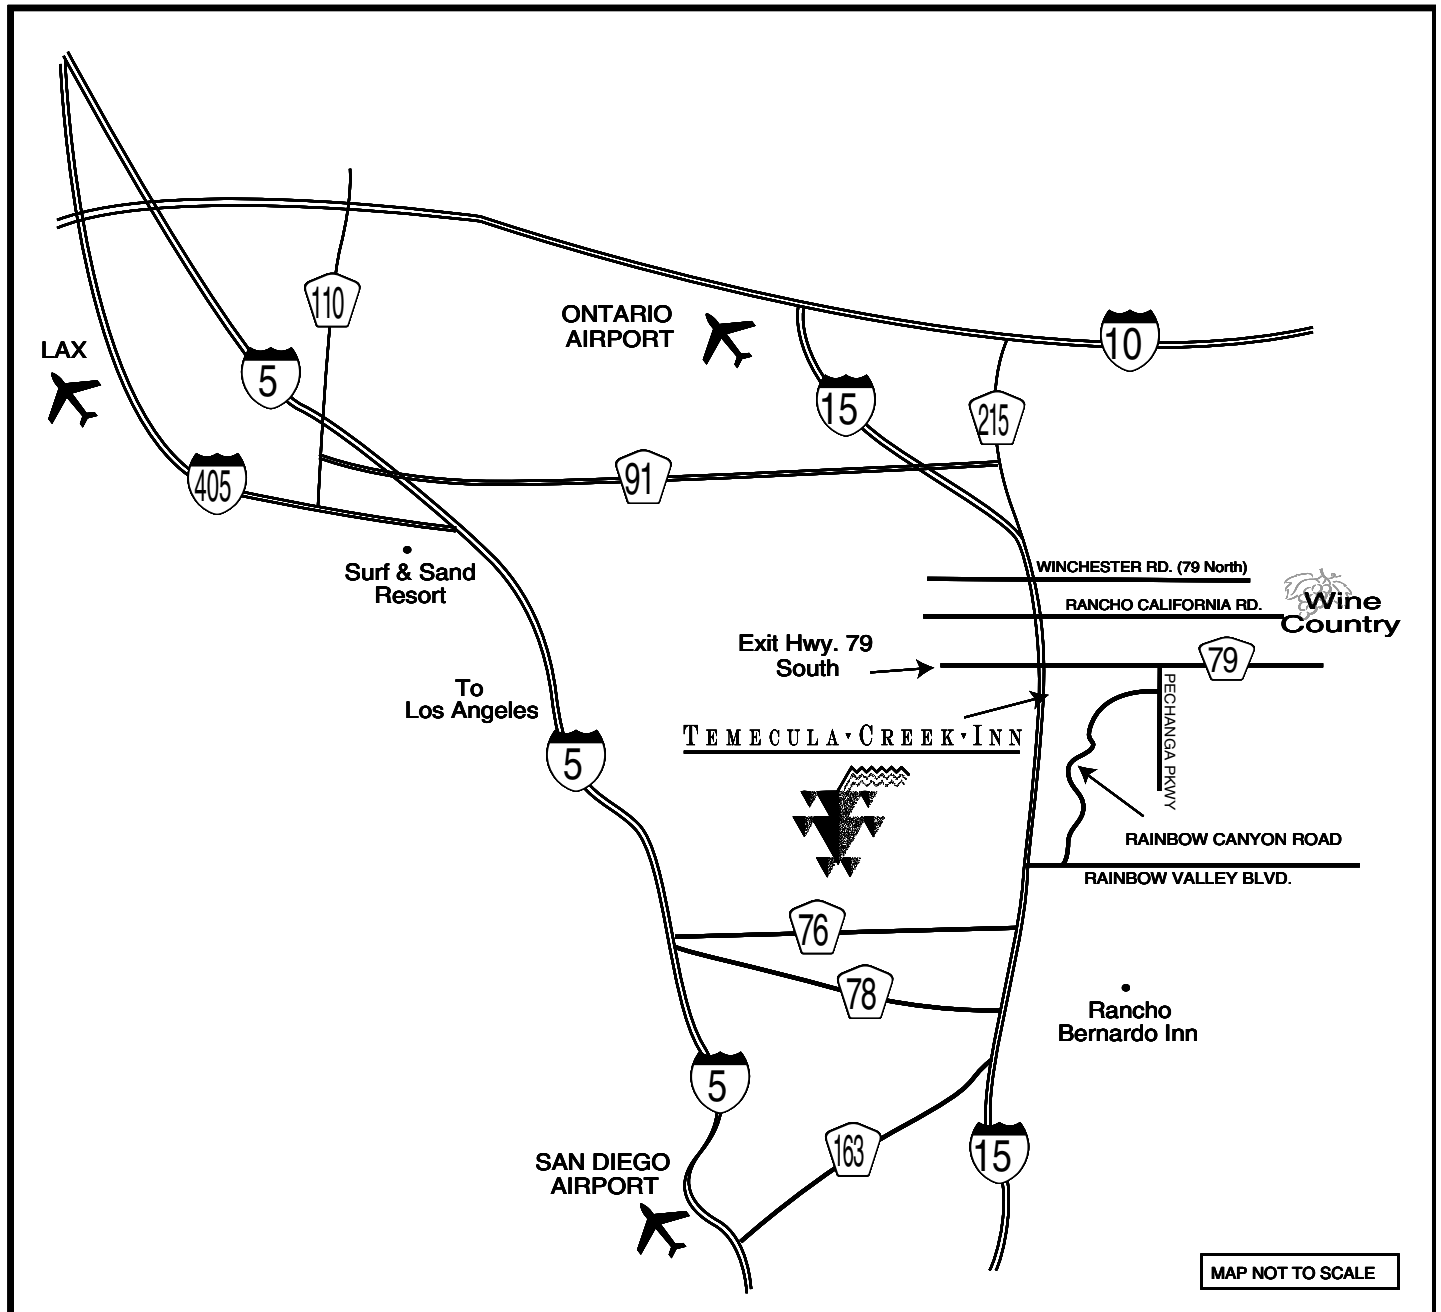 110
ONTARIO
AIRPORT
10
LAX
5
15
215
405
91
Surf & Sand
Resort
WINCHESTER RD. (79 North)
RANCHO CALIFORNIA RD.
Wine
Country
Exit Hwy. 79
South
79
To
Los Angeles
PECHANGA PKWY
TEMECULA·CREEK·INN
5
RAINBOW CANYON ROAD
RAINBOW VALLEY BLVD.
76
78
Rancho
Bernardo Inn
5
163
15
SAN DIEGO
AIRPORT
MAP NOT TO SCALE